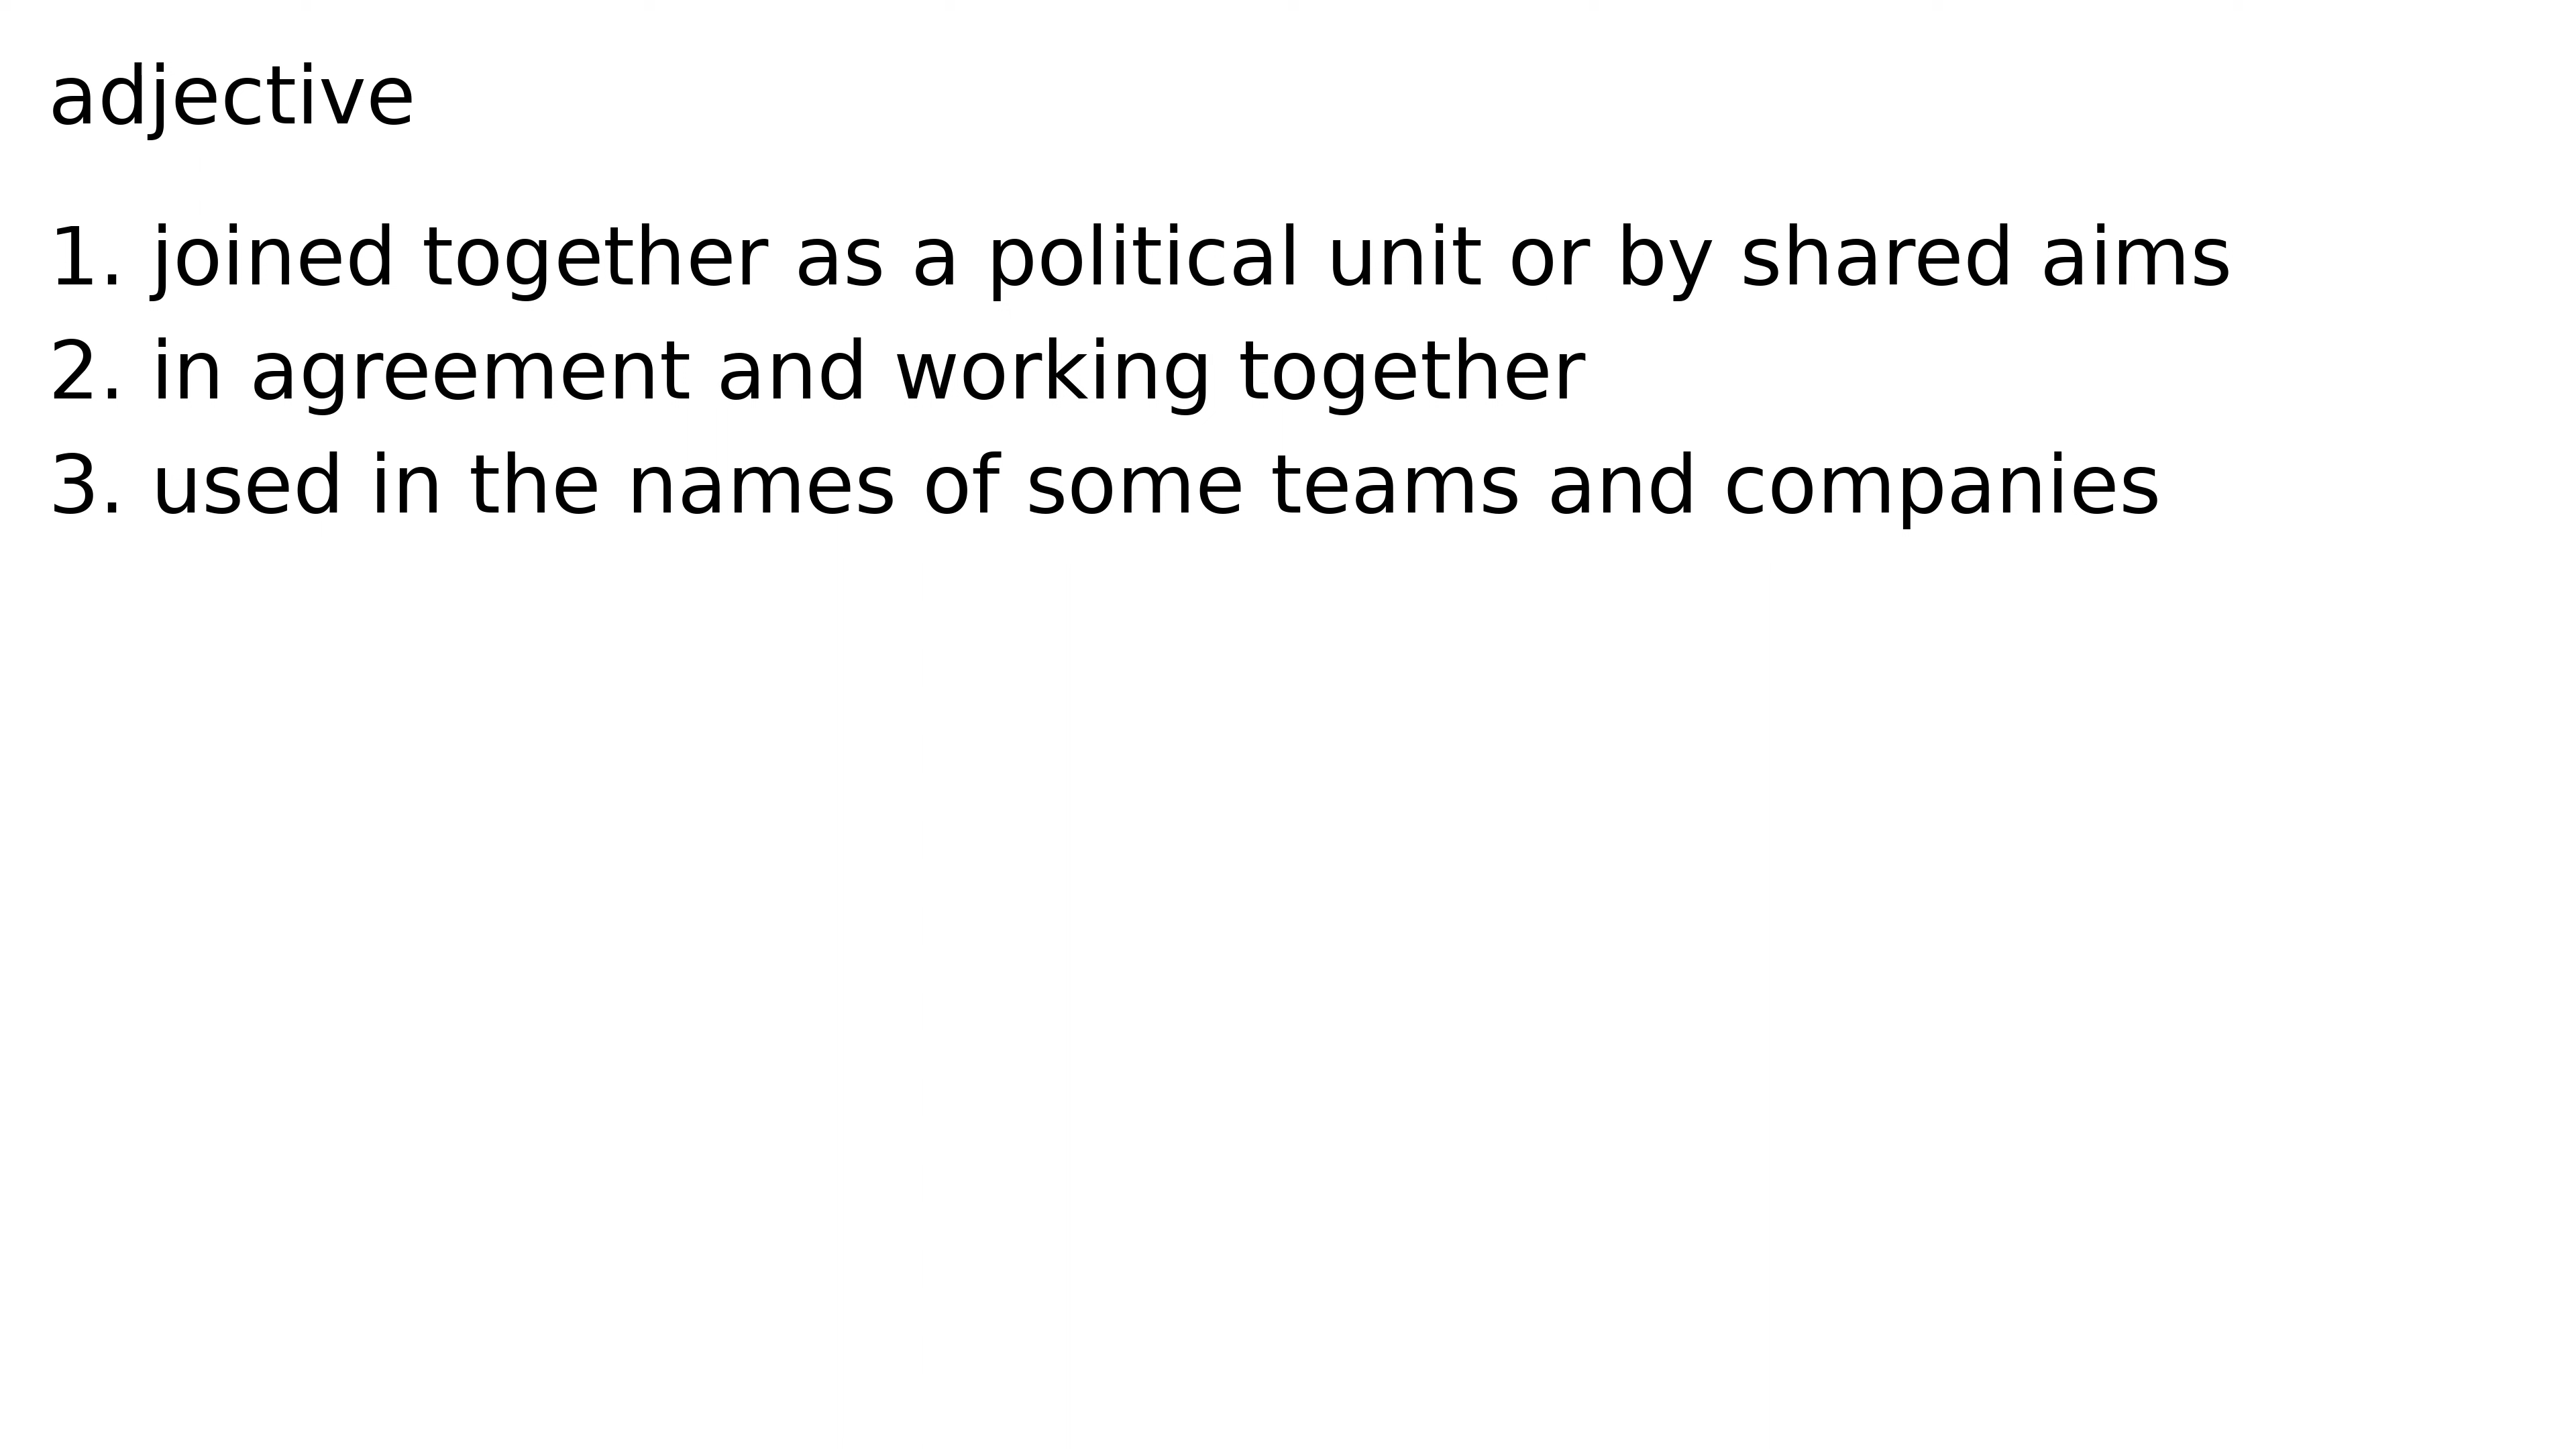 adjective
1. joined together as a political unit or by shared aims
2. in agreement and working together
3. used in the names of some teams and companies